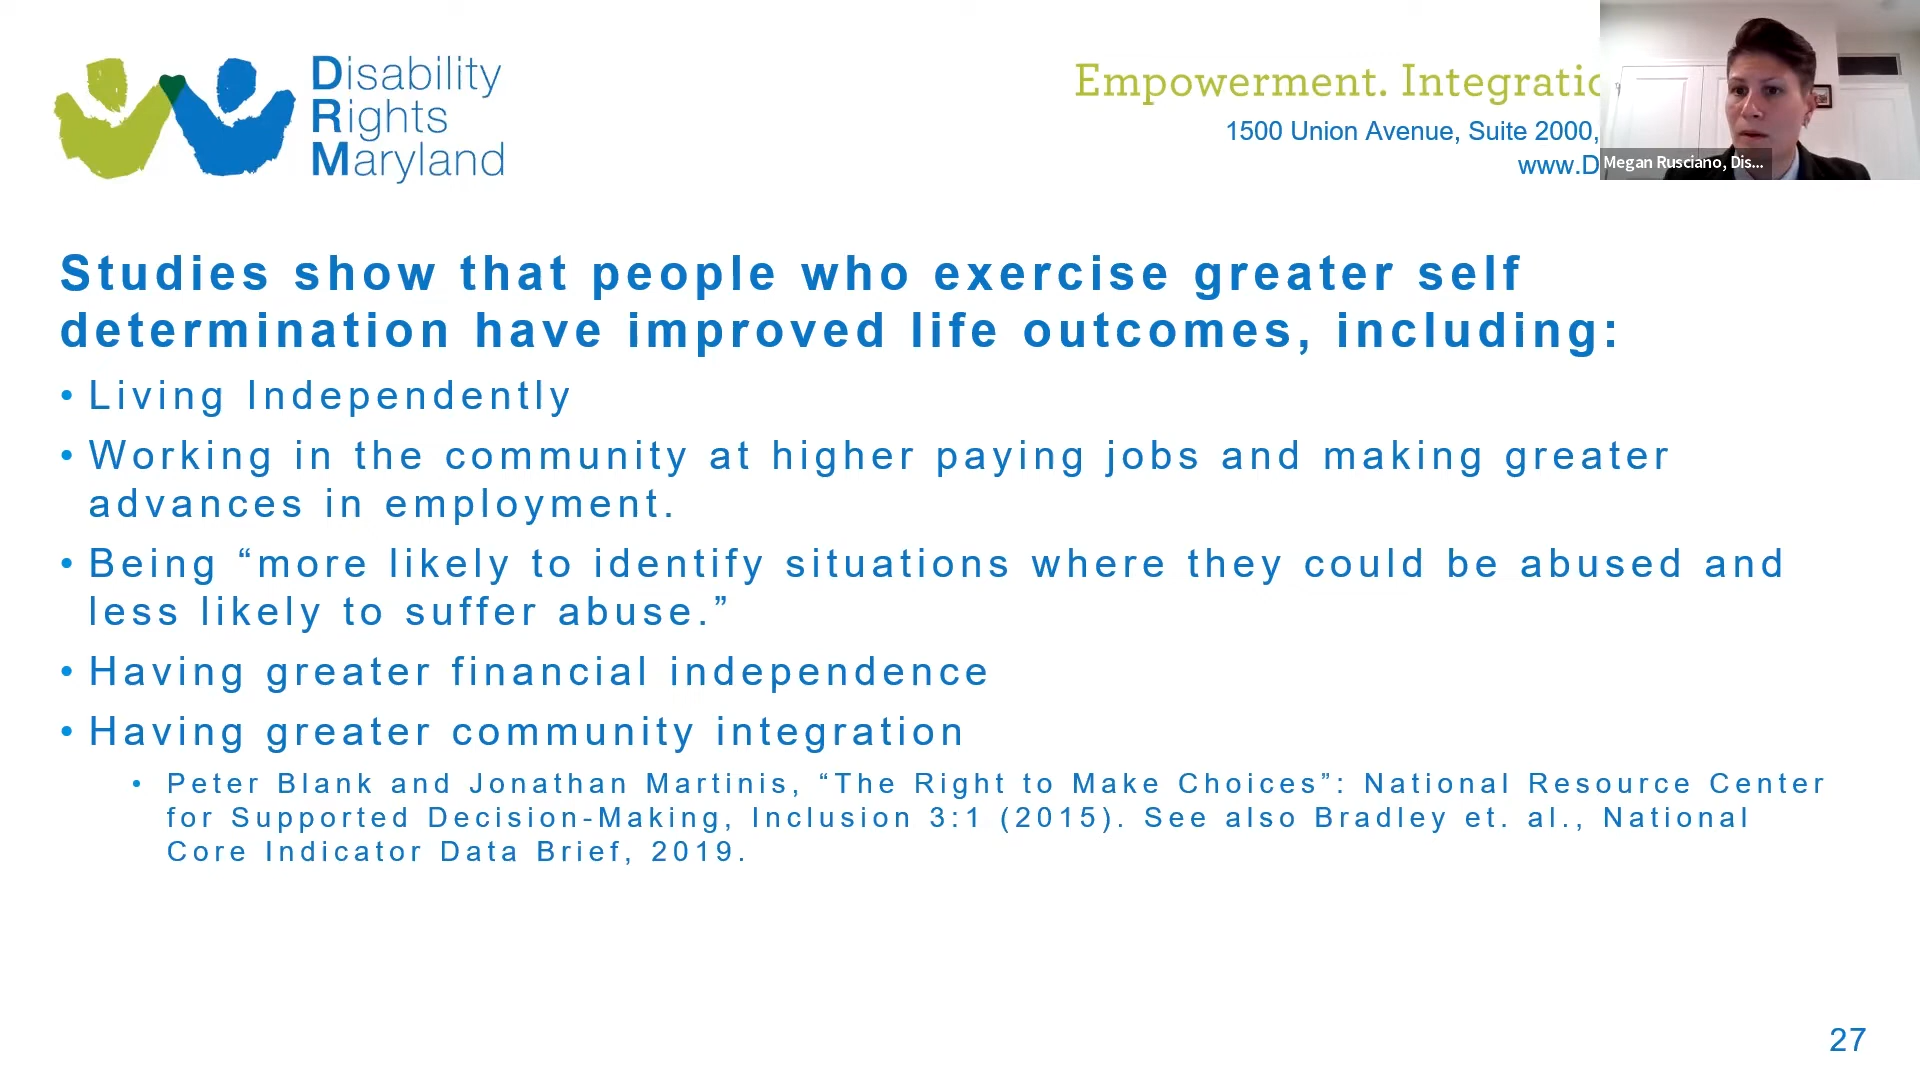 Disability
Rights
Maryland
Empowerment. Integratio
1500 Union Avenue, Suite 2000,
www.D
Megan Rusciano, Dis...
Studies show that people who exercise greater self
determination have improved life outcomes, including:
• Living Independently
• Working in the community at higher paying jobs and making greater
advances in employment.
• Being “more likely to identify situations where they could be abused and
less likely to suffer abuse.”
• Having greater financial independence
• Having greater community integration
• Peter Blank and Jonathan Martinis, “The Right to Make Choices”: National Resource Center
for Supported Decision-Making, Inclusion 3:1 (2015). See also Bradley et. al., National
Core Indicator Data Brief, 2019.
27